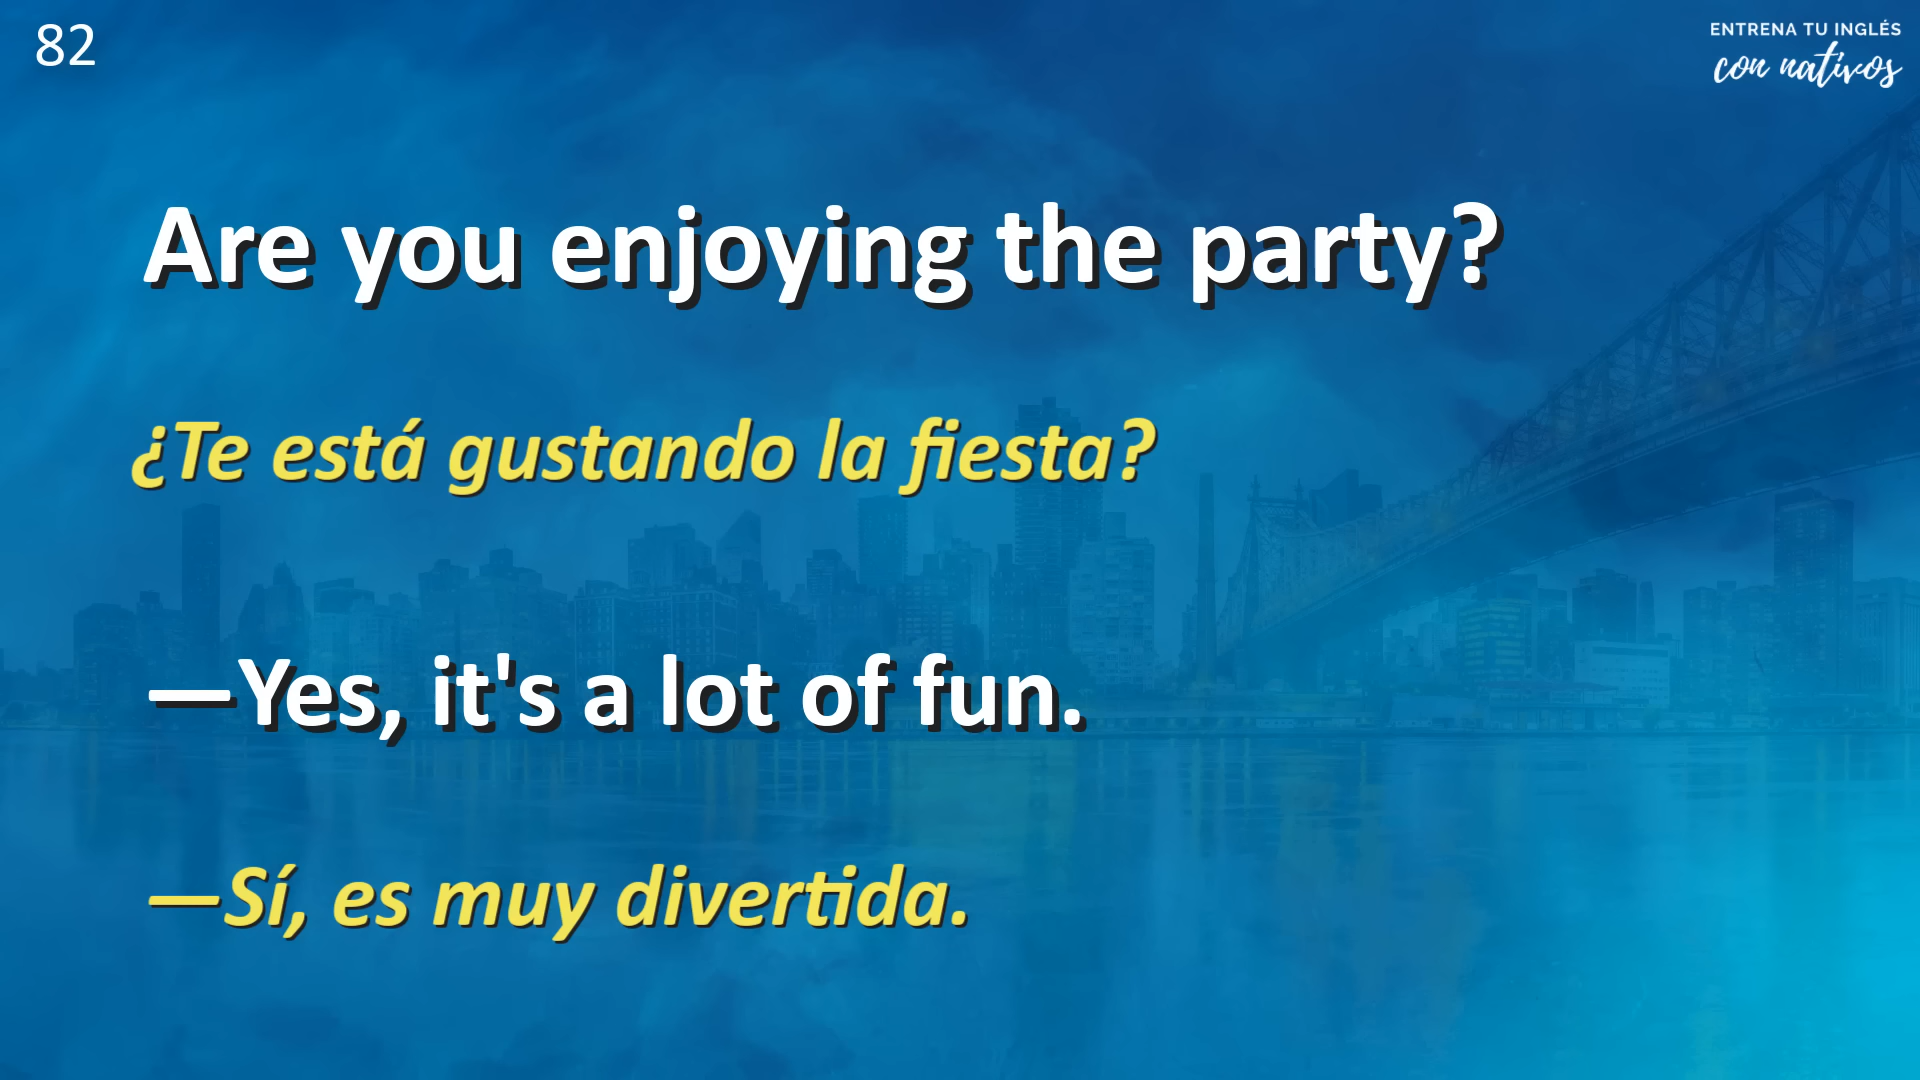 82
ENTRENA TU INGLÉS
con nativos
Are you enjoying the party?
¿Te está gustando la fiesta?
—Yes, it's a lot of fun.
—Sí, es muy divertida.